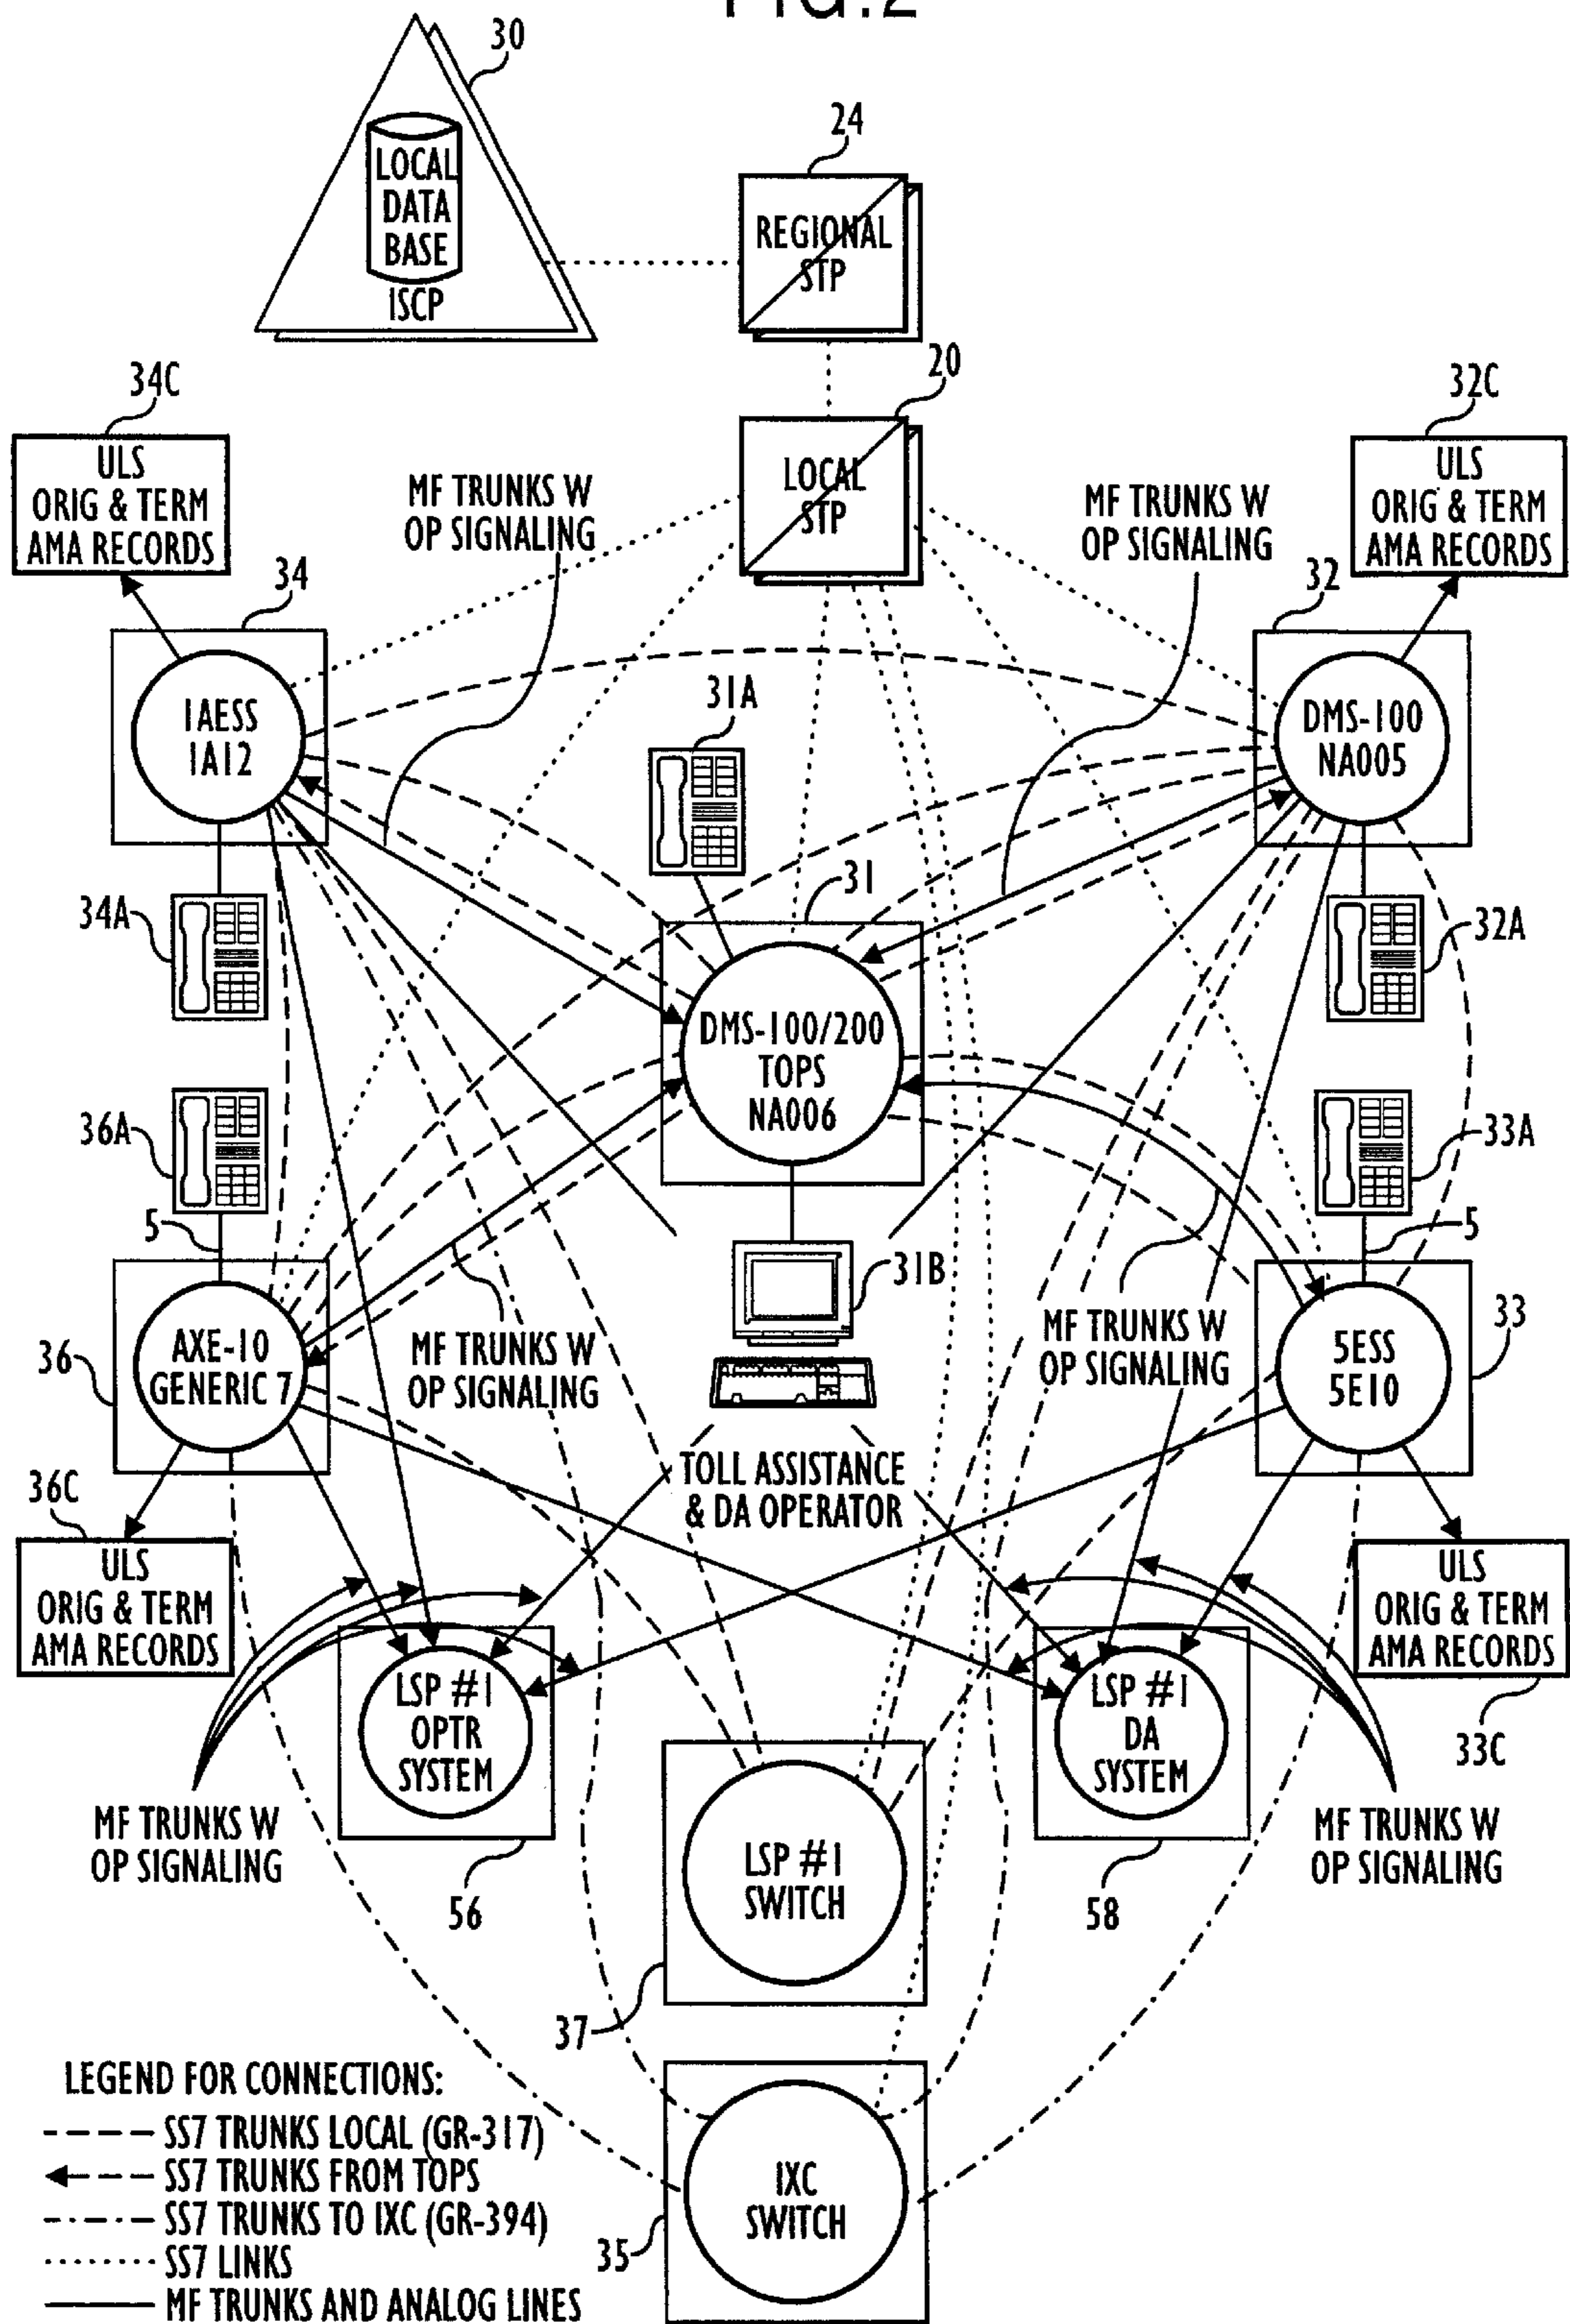 FIG.2
30
LOCAL
DATA
BASE
ISCP
24
REGIONAL
STP
20
LOCAL
STP
34C
ULS
ORIG & TERM
AMA RECORDS
32C
ULS
ORIG & TERM
AMA RECORDS
MF TRUNKS W
OP SIGNALING
MF TRUNKS W
OP SIGNALING
34
1AESS
1A12
32
DMS-100
NA005
31A
34A
32A
31
DMS-100/200
TOPS
NA006
36A
5
33A
5
31B
36
AXE-10
GENERIC 7
33
5ESS
5E10
MF TRUNKS W
OP SIGNALING
MF TRUNKS W
OP SIGNALING
TOLL ASSISTANCE
& DA OPERATOR
36C
ULS
ORIG & TERM
AMA RECORDS
ULS
ORIG & TERM
AMA RECORDS
33C
LSP #1
OPTR
SYSTEM
56
LSP #1
DA
SYSTEM
58
MF TRUNKS W
OP SIGNALING
MF TRUNKS W
OP SIGNALING
LSP #1
SWITCH
37
IXC
SWITCH
35
LEGEND FOR CONNECTIONS:
SS7 TRUNKS LOCAL (GR-317)
SS7 TRUNKS FROM TOPS
SS7 TRUNKS TO IXC (GR-394)
SS7 LINKS
MF TRUNKS AND ANALOG LINES